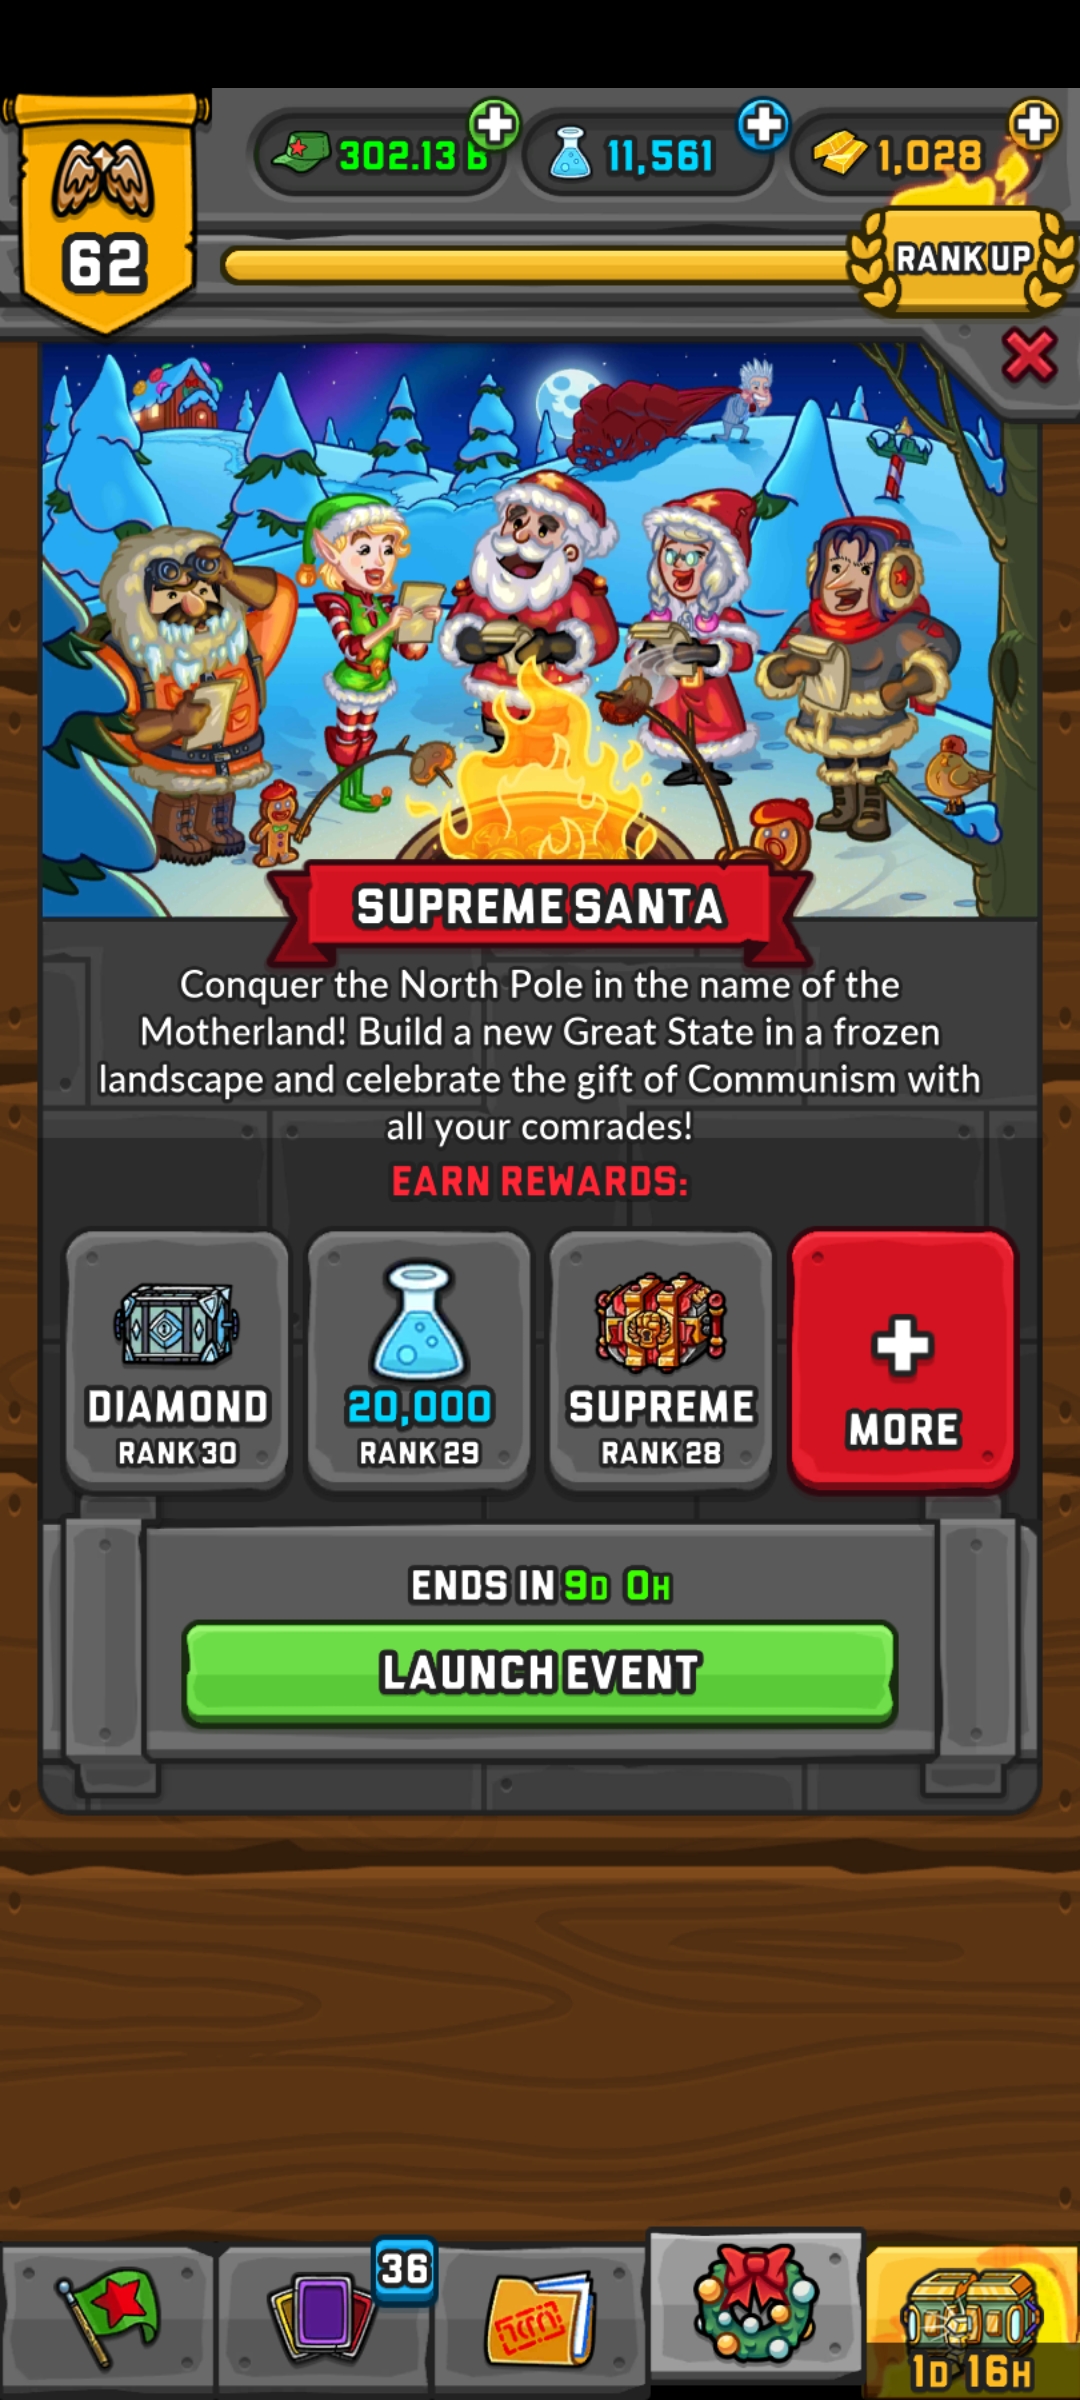 302.13 B
11,561
1,028
62
RANK UP
SUPREME SANTA
Conquer the North Pole in the name of the
Motherland! Build a new Great State in a frozen
landscape and celebrate the gift of Communism with
all your comrades!
EARN REWARDS:
DIAMOND
RANK 30
20,000
RANK 29
SUPREME
RANK 28
MORE
ENDS IN 9D 0H
LAUNCH EVENT
36
1D 16H